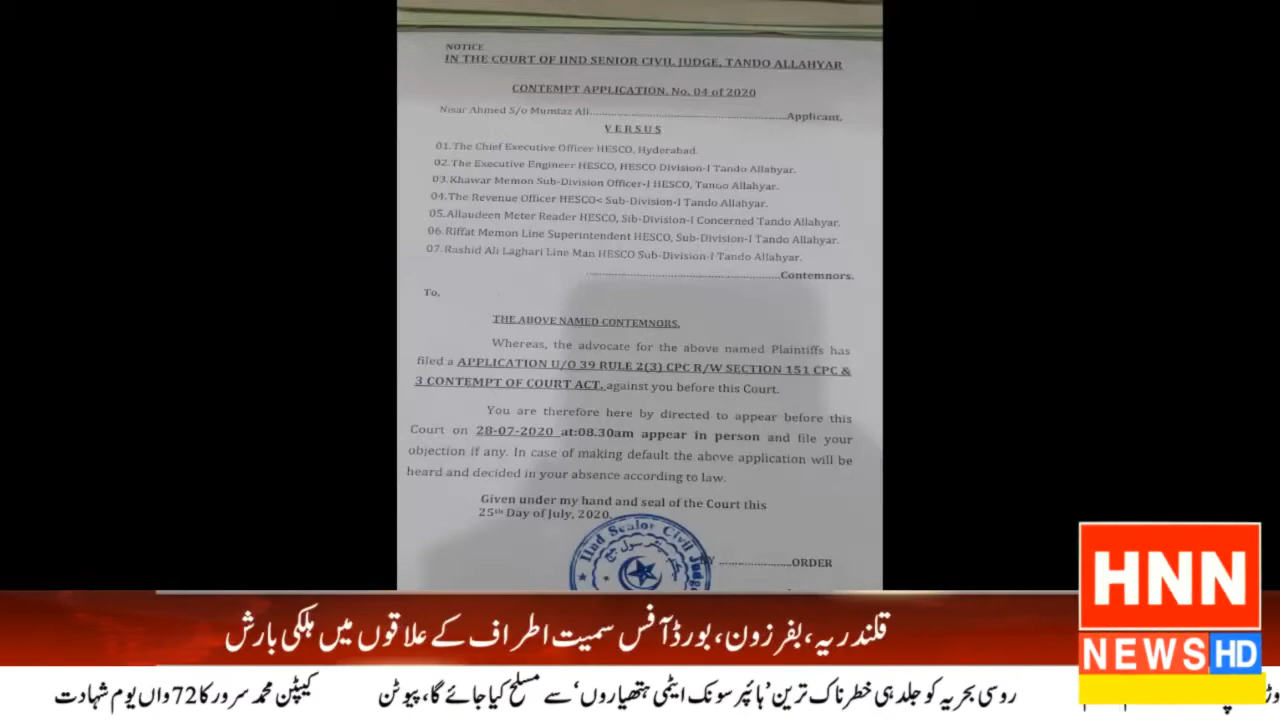 NOTICE
IN THE COURT OF IIND SENIOR CIVIL JUDGE, TANDO ALLAHYAR
CONTEMPT APPLICATION. No. 04 of 2020
Nisar Ahmed S/o Mumtaz Ali..........................................Applicant.
VERSUS
01.The Chief Executive Officer HESCO, Hyderabad.
02.The Executive Engineer HESCO, HESCO Division-I Tando Allahyar.
03.Khawar Memon Sub-Division Officer-I HESCO, Tando Allahyar.
04.The Revenue Officer HESCO< Sub-Division-I Tando Allahyar.
05.Allaudeen Meter Reader HESCO, Sib-Division-I Concerned Tando Allahyar.
06.Riffat Memon Line Superintendent HESCO, Sub-Division-I Tando Allahyar.
07.Rashid Ali Laghari Line Man HESCO Sub-Division-I Tando Allahyar.
..........................................Contemnors.
To,
THE ABOVE NAMED CONTEMNORS.
Whereas, the advocate for the above named Plaintiffs has
filed a APPLICATION U/O 39 RULE 2(3) CPC R/W SECTION 151 CPC &
3 CONTEMPT OF COURT ACT. against you before this Court.
You are therefore here by directed to appear before this
Court on 28-07-2020 at:08.30am appear in person and file your
objection if any. In case of making default the above application will be
heard and decided in your absence according to law.
Given under my hand and seal of the Court this
25th Day of July, 2020.
IInd Senior Civil Judge
BY ....................ORDER
HNN
NEWS HD
قلندریہ، بفرزون، بورڈ آفس سمیت اطراف کے علاقوں میں ہلکی بارش
روسی بحریہ کو جلد ہی خطرناک ترین 'ہائپر سونک ایٹمی ہتھیاروں' سے مسلح کیا جائے گا، پیوٹن
کیپٹن محمد سرور کا 72واں یوم شہادت